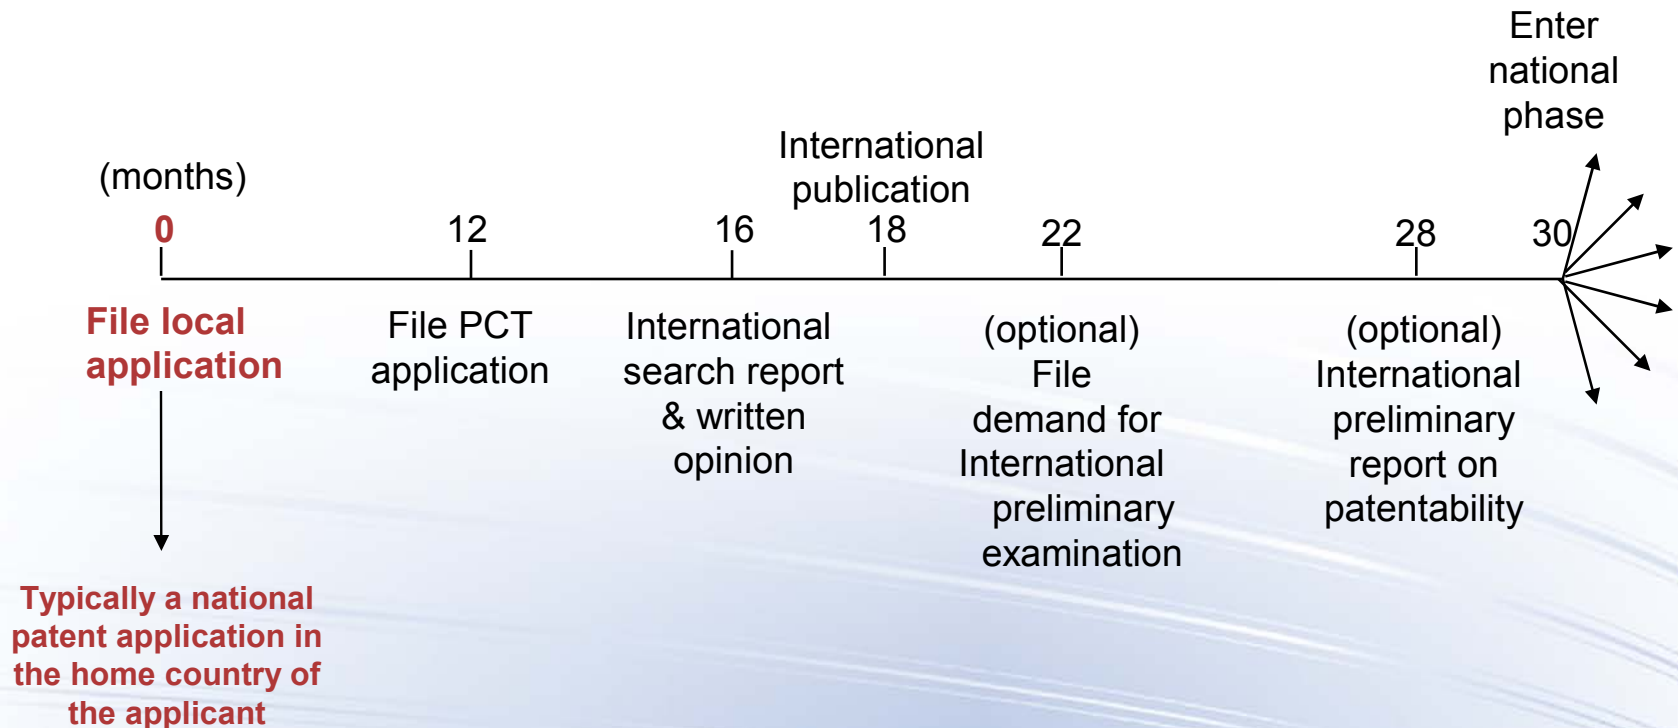 Enter
national
phase
International
publication
(months)
0
12
16
18
22
28
30
File local
application
File PCT
application
International
search report
& written
opinion
(optional)
File
demand for
International
preliminary
examination
(optional)
International
preliminary
report on
patentability
Typically a national
patent application in
the home country of
the applicant